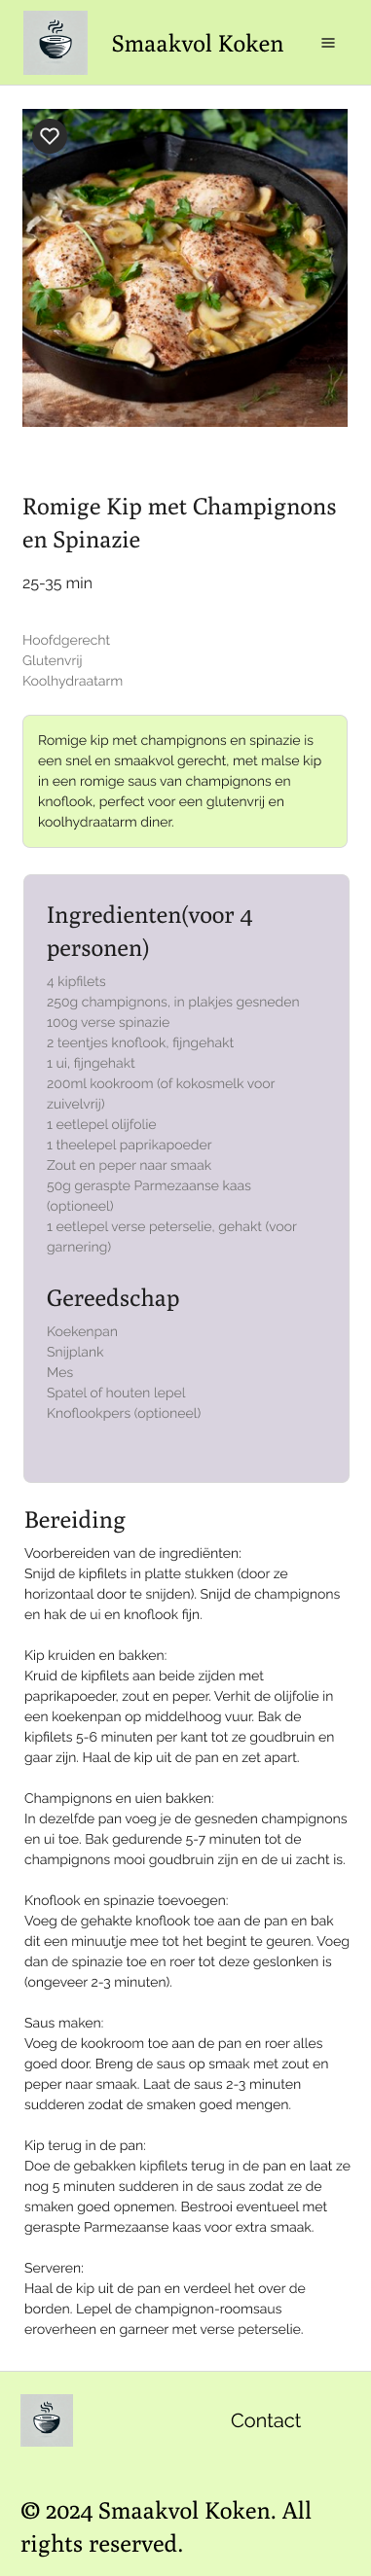 Smaakvol Koken
Romige Kip met Champignons
en Spinazie
25-35 min
Hoofdgerecht
Glutenvrij
Koolhydraatarm
Romige kip met champignons en spinazie is
een snel en smaakvol gerecht, met malse kip
in een romige saus van champignons en
knoflook, perfect voor een glutenvrij en
koolhydraatarm diner.
Ingredienten(voor 4
personen)
4 kipfilets
250g champignons, in plakjes gesneden
100g verse spinazie
2 teentjes knoflook, fijngehakt
1 ui, fijngehakt
200ml kookroom (of kokosmelk voor
zuivelvrij)
1 eetlepel olijfolie
1 theelepel paprikapoeder
Zout en peper naar smaak
50g geraspte Parmezaanse kaas
(optioneel)
1 eetlepel verse peterselie, gehakt (voor
garnering)
Gereedschap
Koekenpan
Snijplank
Mes
Spatel of houten lepel
Knoflookpers (optioneel)
Bereiding
Voorbereiden van de ingrediënten:
Snijd de kipfilets in platte stukken (door ze
horizontaal door te snijden). Snijd de champignons
en hak de ui en knoflook fijn.
Kip kruiden en bakken:
Kruid de kipfilets aan beide zijden met
paprikapoeder, zout en peper. Verhit de olijfolie in
een koekenpan op middelhoog vuur. Bak de
kipfilets 5-6 minuten per kant tot ze goudbruin en
gaar zijn. Haal de kip uit de pan en zet apart.
Champignons en uien bakken:
In dezelfde pan voeg je de gesneden champignons
en ui toe. Bak gedurende 5-7 minuten tot de
champignons mooi goudbruin zijn en de ui zacht is.
Knoflook en spinazie toevoegen:
Voeg de gehakte knoflook toe aan de pan en bak
dit een minuutje mee tot het begint te geuren. Voeg
dan de spinazie toe en roer tot deze geslonken is
(ongeveer 2-3 minuten).
Saus maken:
Voeg de kookroom toe aan de pan en roer alles
goed door. Breng de saus op smaak met zout en
peper naar smaak. Laat de saus 2-3 minuten
sudderen zodat de smaken goed mengen.
Kip terug in de pan:
Doe de gebakken kipfilets terug in de pan en laat ze
nog 5 minuten sudderen in de saus zodat ze de
smaken goed opnemen. Bestrooi eventueel met
geraspte Parmezaanse kaas voor extra smaak.
Serveren:
Haal de kip uit de pan en verdeel het over de
borden. Lepel de champignon-roomsaus
eroverheen en garneer met verse peterselie.
Contact
© 2024 Smaakvol Koken. All
rights reserved.